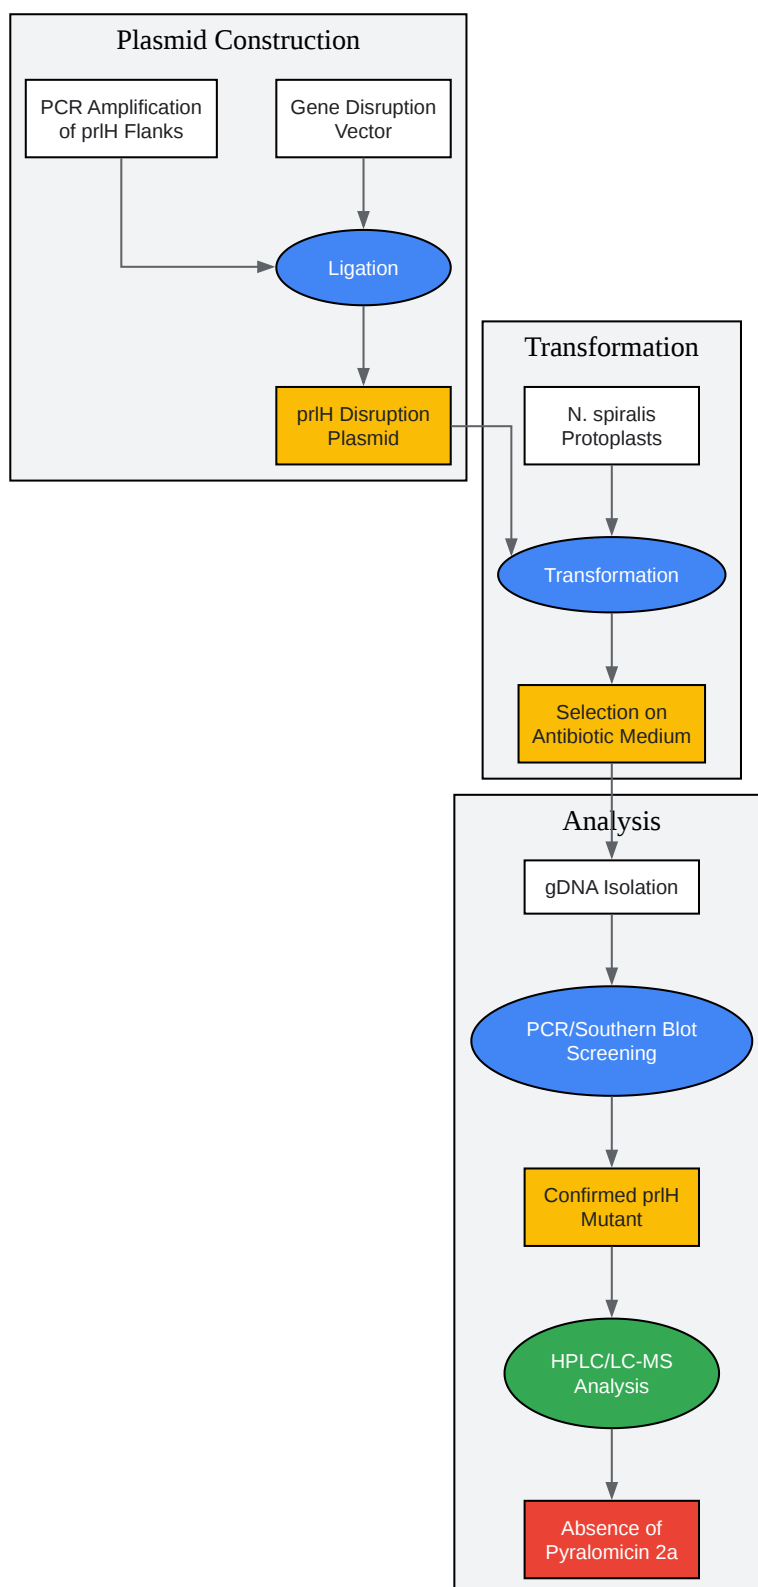 Plasmid Construction
PCR Amplification
of prlH Flanks
Gene Disruption
Vector
Ligation
prlH Disruption
Plasmid
Transformation
N. spiralis
Protoplasts
Transformation
Selection on
Antibiotic Medium
Analysis
gDNA Isolation
PCR/Southern Blot
Screening
Confirmed prlH
Mutant
HPLC/LC-MS
Analysis
Absence of
Pyralomicin 2a